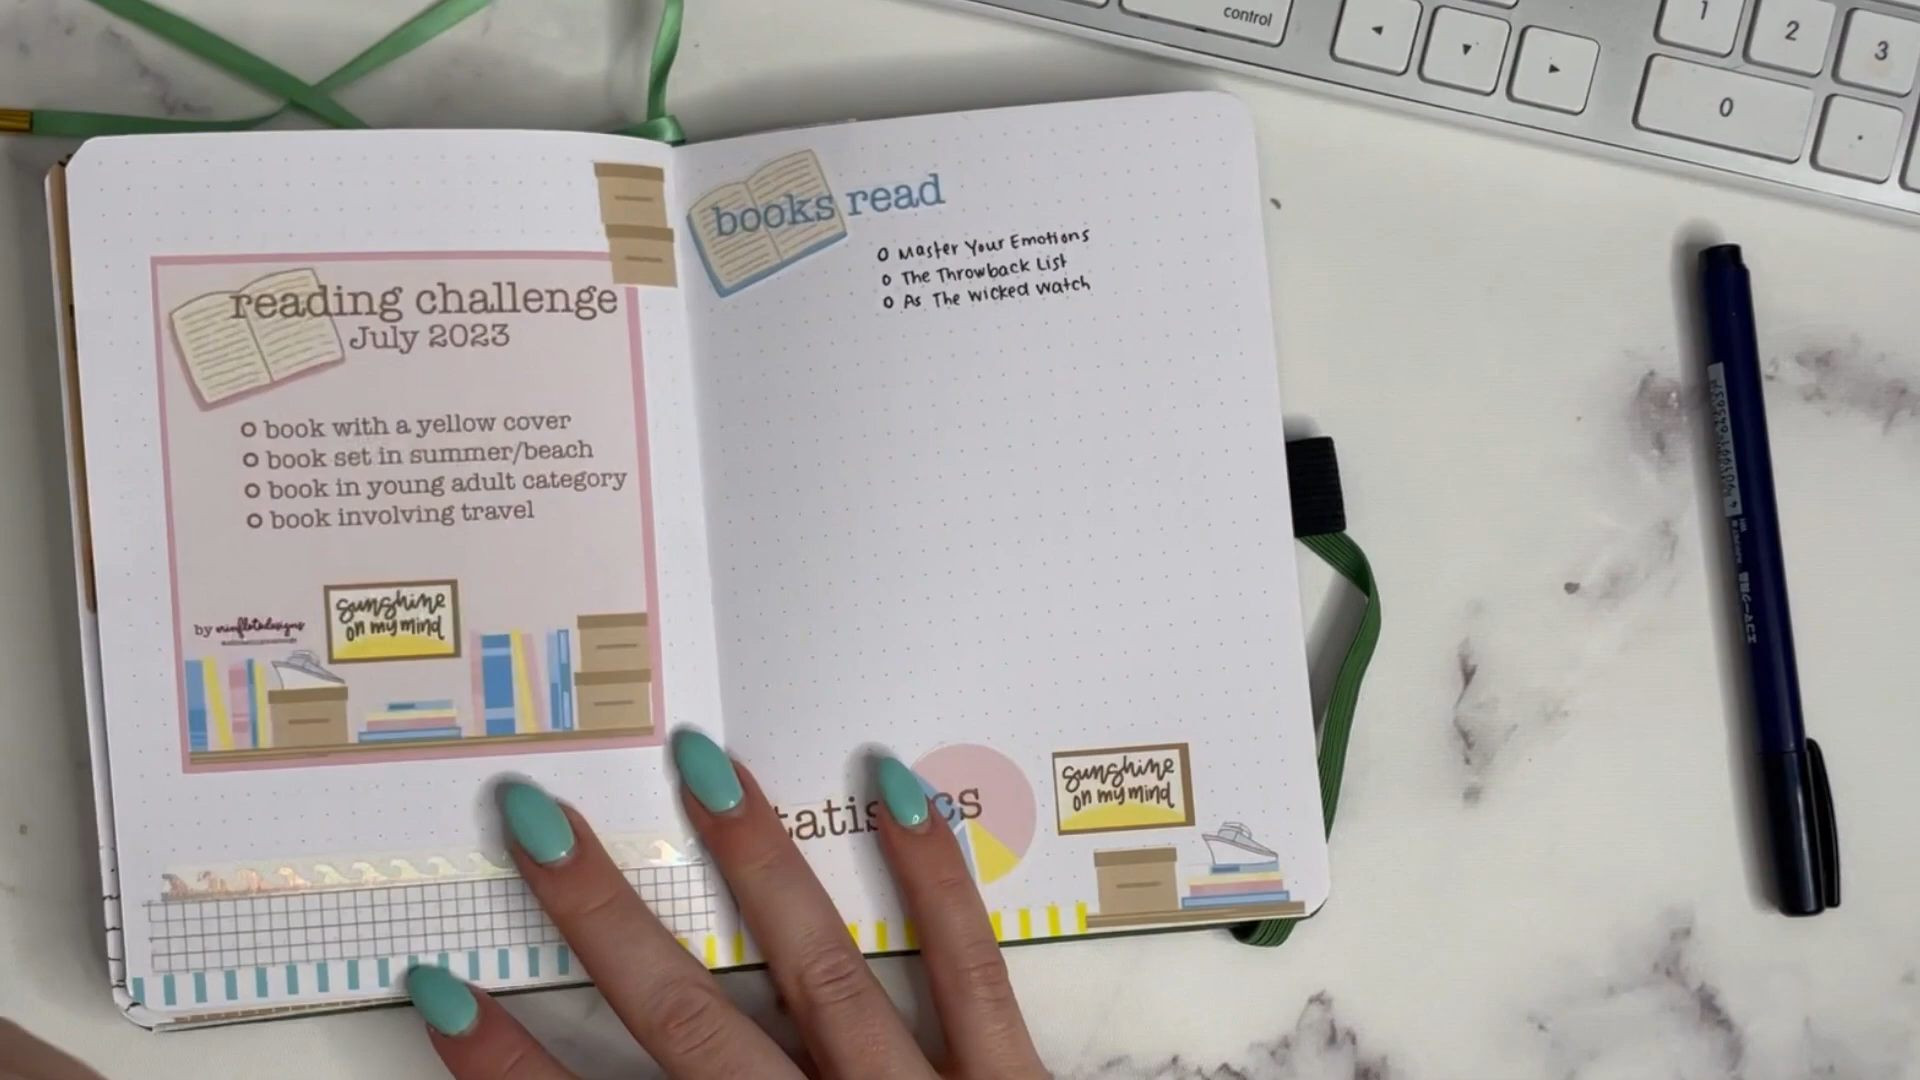 reading challenge
July 2023
book with a yellow cover
book set in summer/beach
book in young adult category
book involving travel
by
sunshine
on my mind
books read
Master Your Emotions
The Throwback List
As The Wicked Watch
sunshine
on my mind
control
1
2
3
0
.